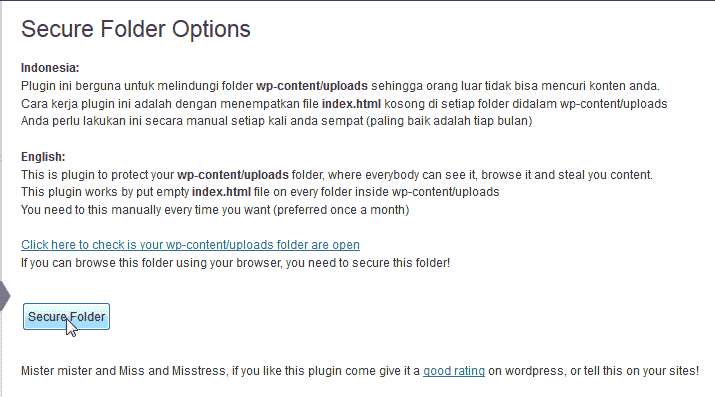 Secure Folder Options
Indonesia:
Plugin ini berguna untuk melindungi folder wp-content/uploads sehingga orang luar tidak bisa mencuri konten anda.
Cara kerja plugin ini adalah dengan menempatkan file index.html kosong di setiap folder didalam wp-content/uploads
Anda perlu lakukan ini secara manual setiap kali anda sempat (paling baik adalah tiap bulan)
English:
This is plugin to protect your wp-content/uploads folder, where everybody can see it, browse it and steal you content.
This plugin works by put empty index.html file on every folder inside wp-content/uploads
You need to this manually every time you want (preferred once a month)
Click here to check is your wp-content/uploads folder are open
If you can browse this folder using your browser, you need to secure this folder!
Secure Folder
Mister mister and Miss and Misstress, if you like this plugin come give it a good rating on wordpress, or tell this on your sites!